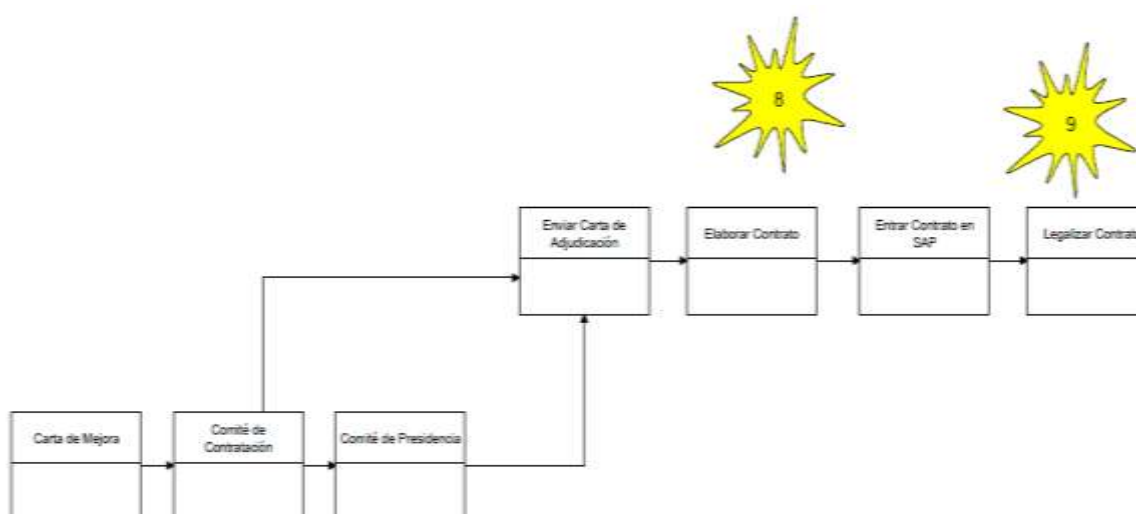 8
9
Enviar Carta de
Adjudicación
Elaborar Contrato
Entrar Contrato en
SAP
Legalizar Contrato
Carta de Mejora
Comité de
Contratación
Comité de Presidencia